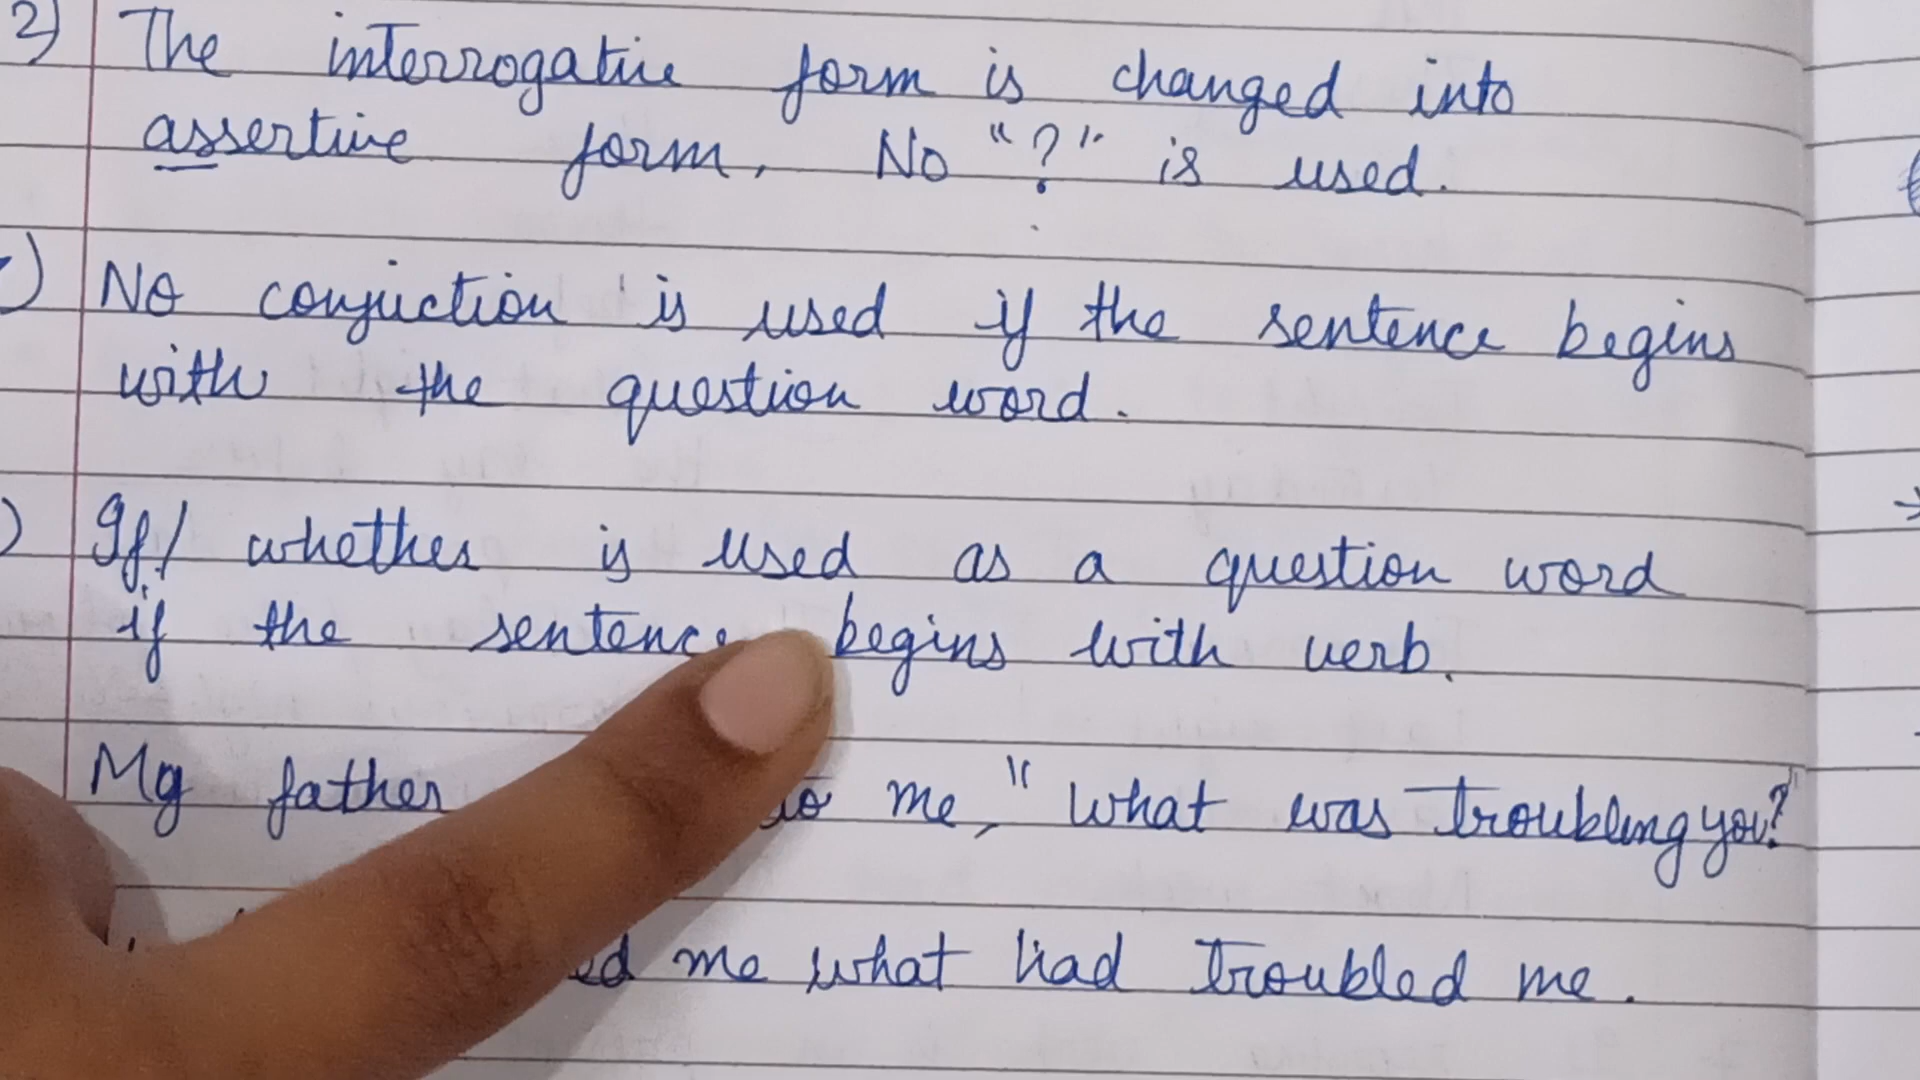 2) The interrogative form is changed into
assertive form. No "?" is used.
) No conjuction is used if the sentence begins
with the question word.
) If/ whether is used as a question word
if the sentence begins with verb.
My father to me, "What was troubling you?"
me what had troubled me.